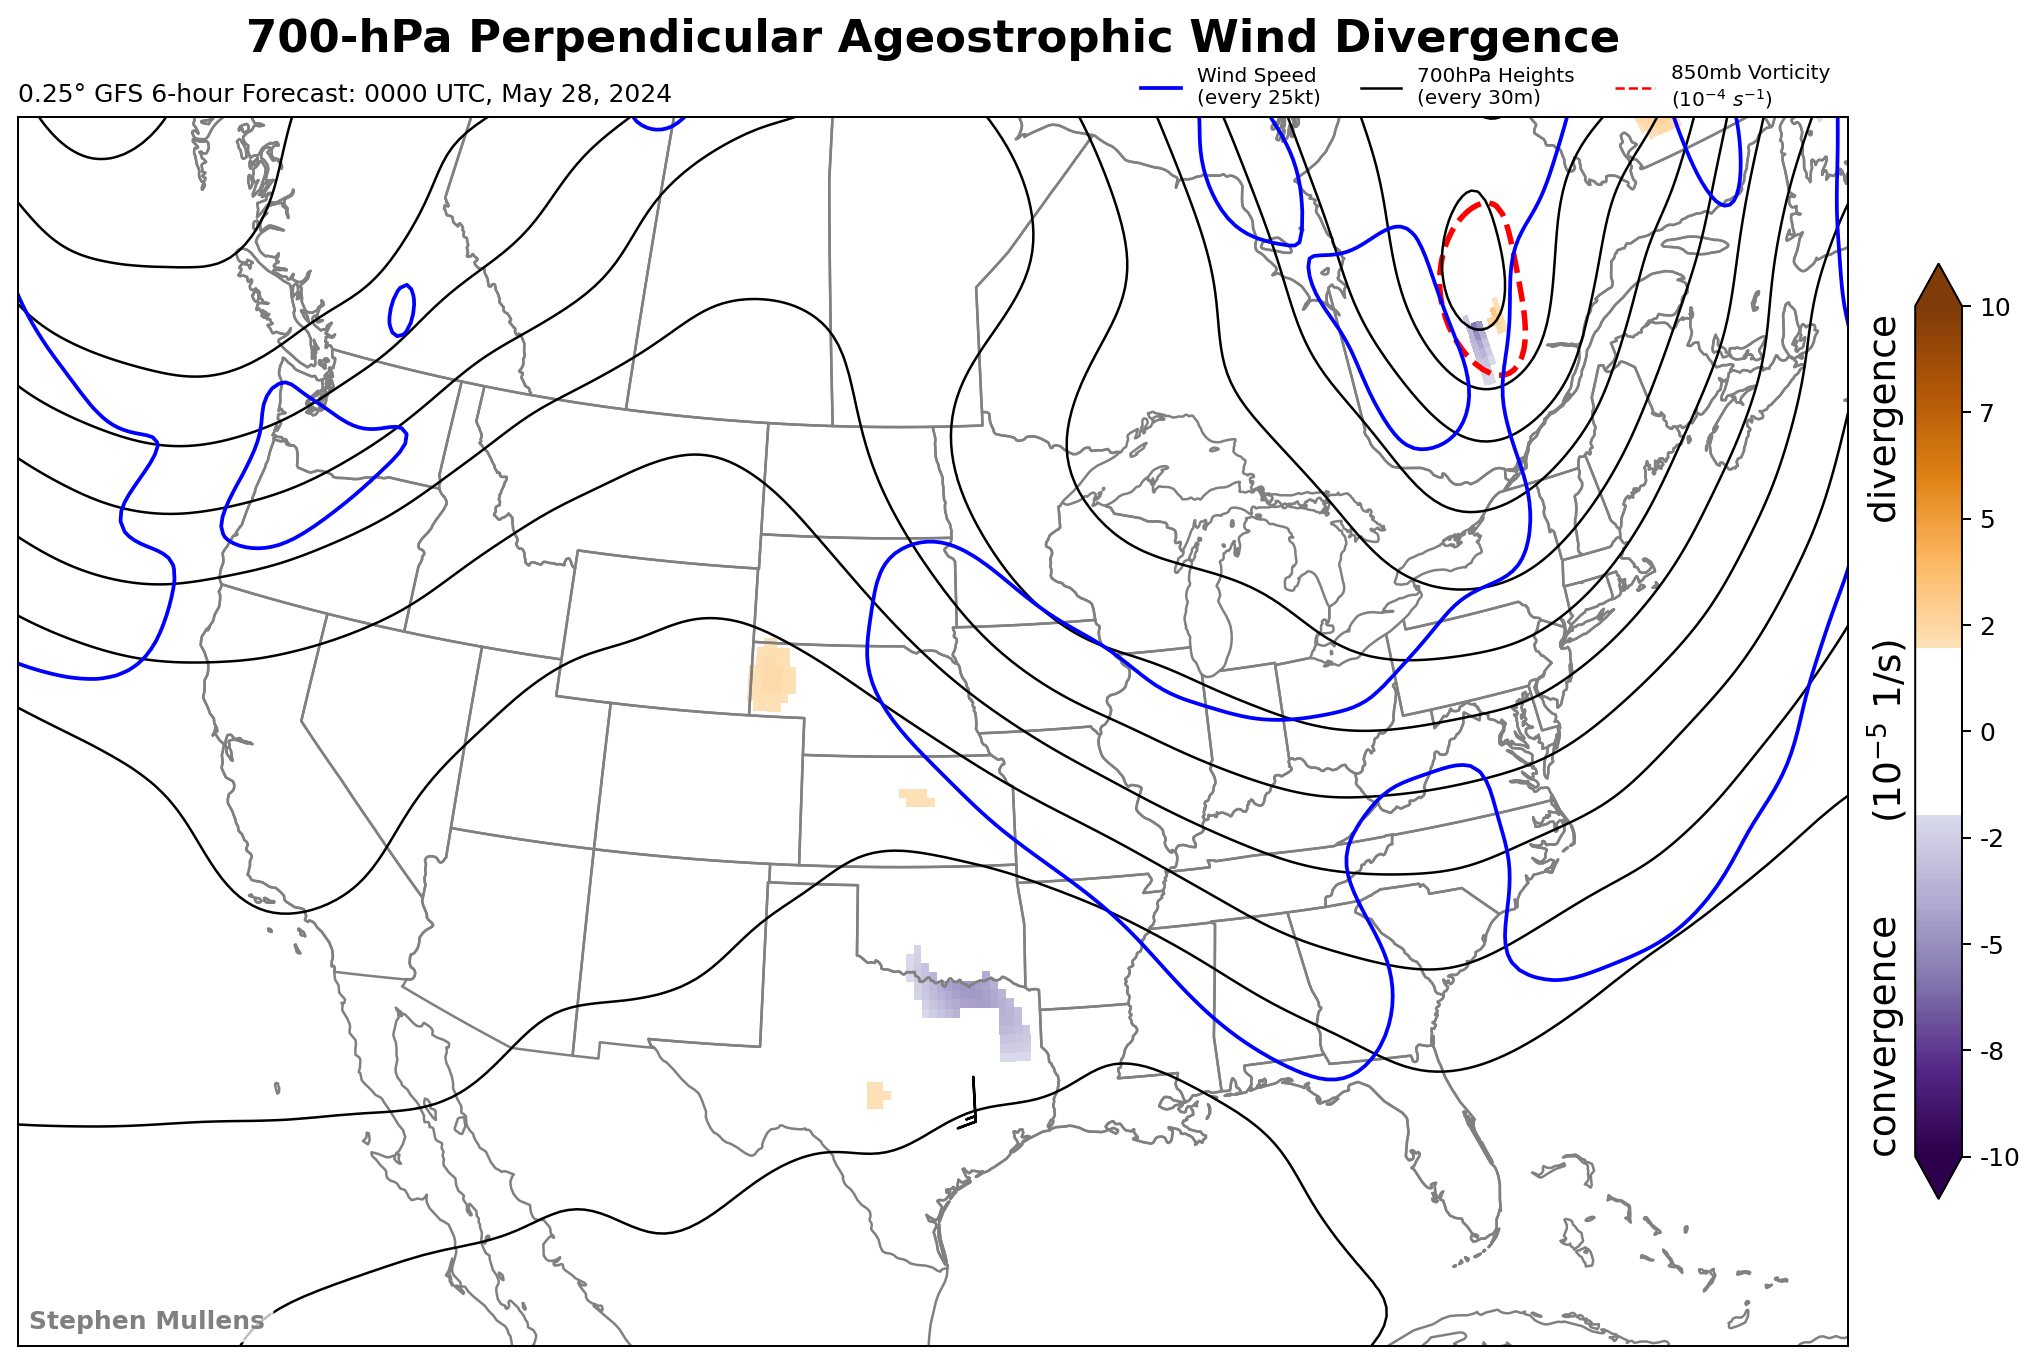 700-hPa Perpendicular Ageostrophic Wind Divergence
0.25° GFS 6-hour Forecast: 0000 UTC, May 28, 2024
Wind Speed
(every 25kt)
700hPa Heights
(every 30m)
850mb Vorticity
(10⁻⁴ s⁻¹)
10
7
5
2
0
-2
-5
-8
-10
convergence (10⁻⁵ 1/s) divergence
Stephen Mullens